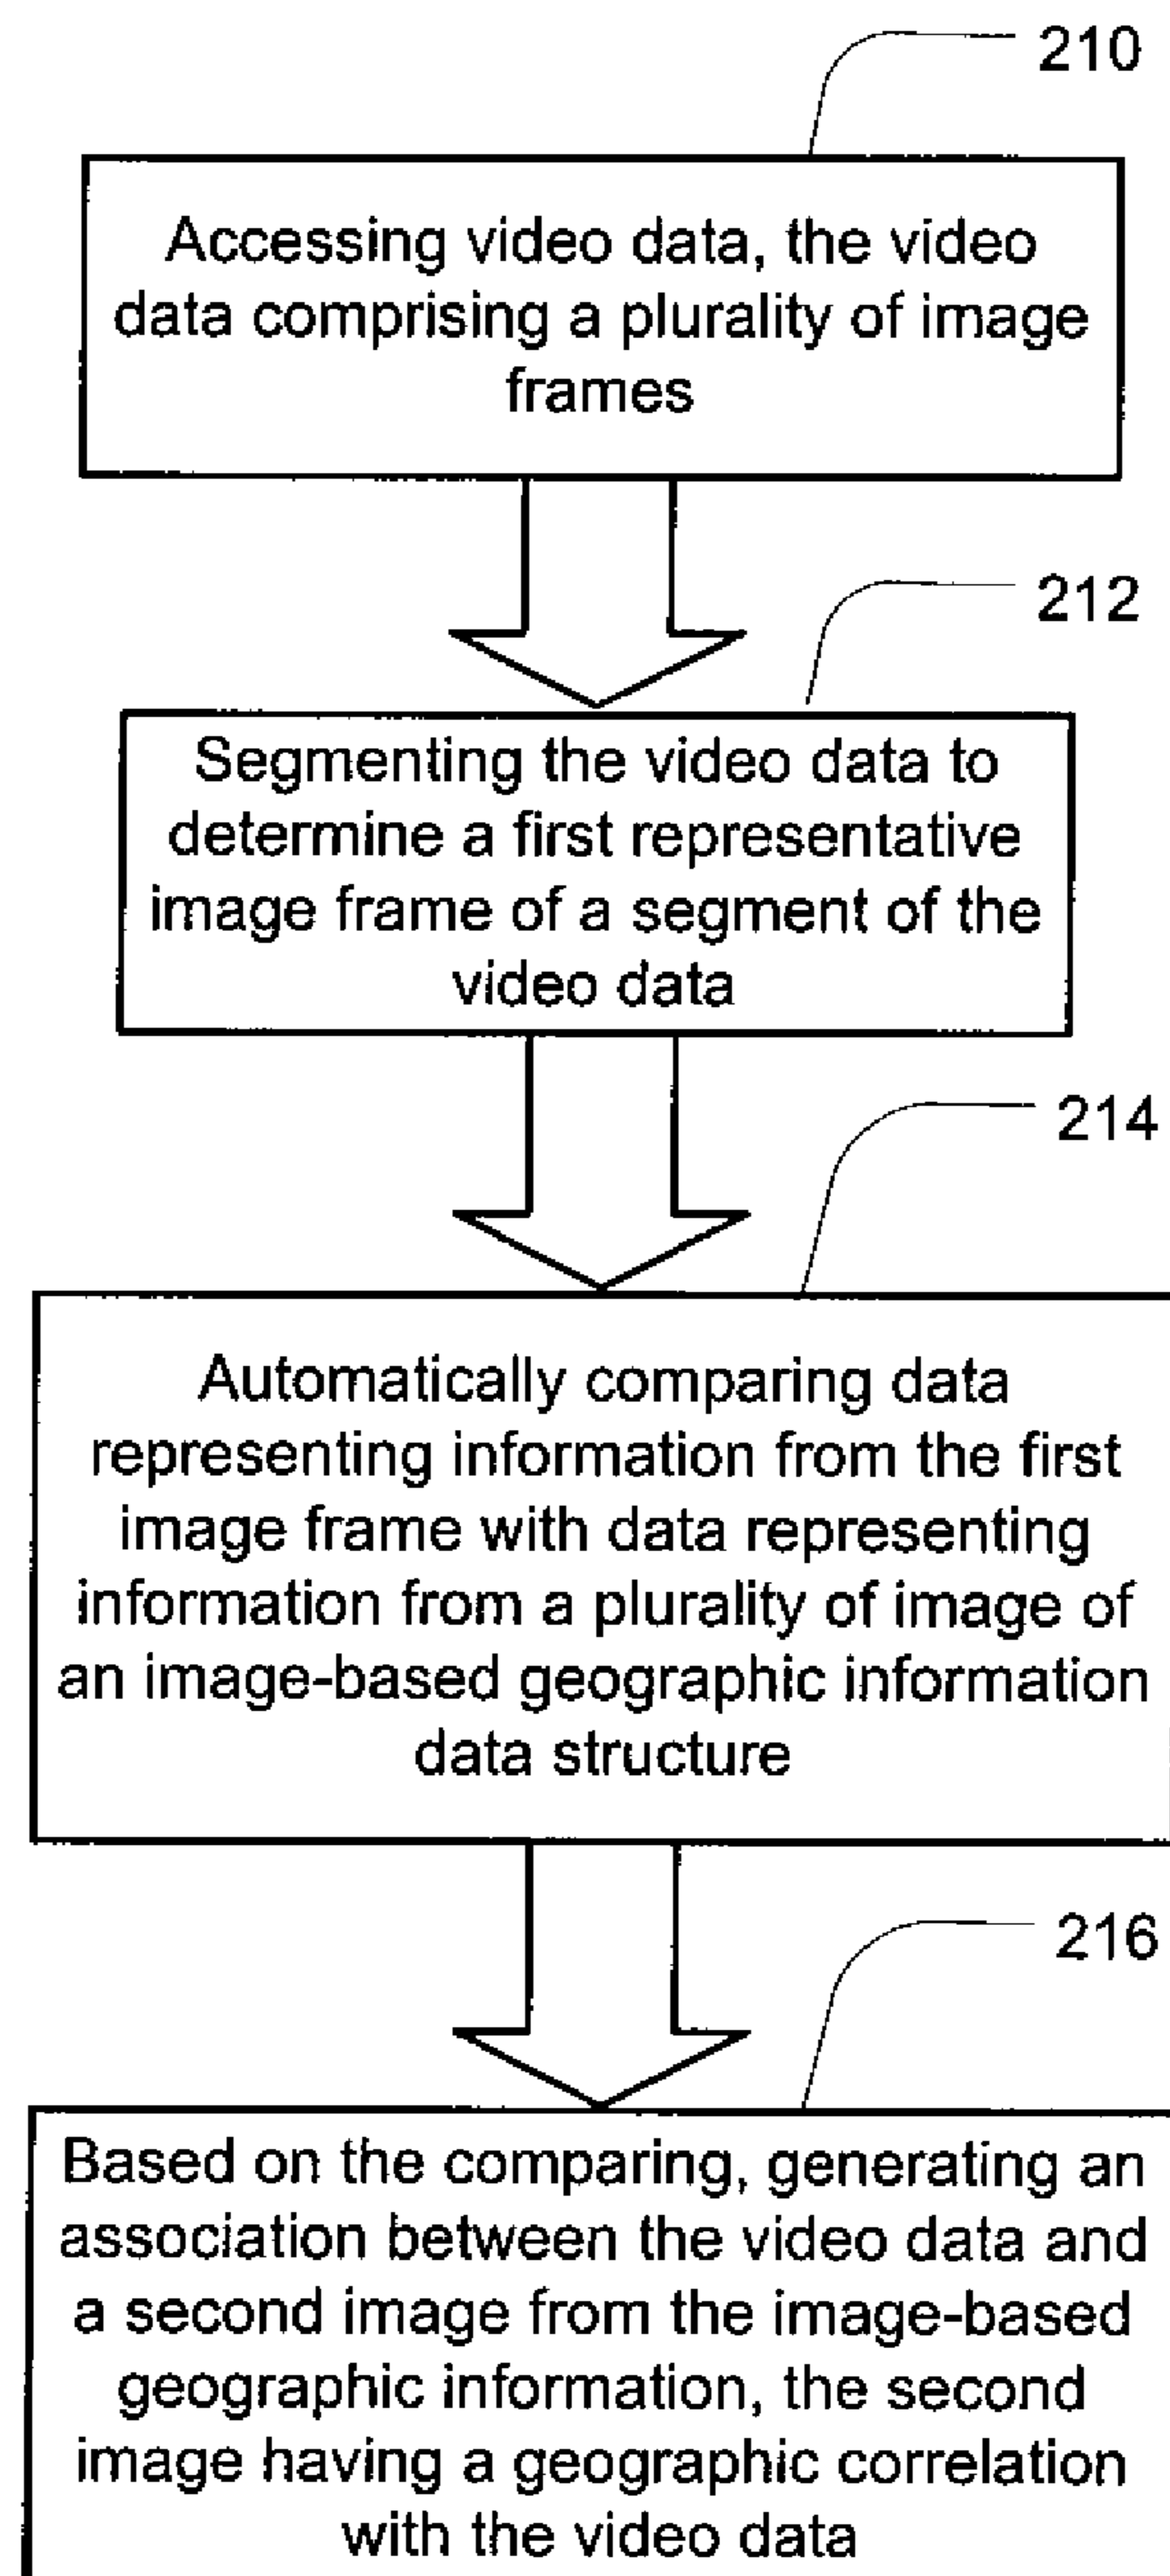 210
Accessing video data, the video
data comprising a plurality of image
frames
212
Segmenting the video data to
determine a first representative
image frame of a segment of the
video data
214
Automatically comparing data
representing information from the first
image frame with data representing
information from a plurality of image of
an image-based geographic information
data structure
216
Based on the comparing, generating an
association between the video data and
a second image from the image-based
geographic information, the second
image having a geographic correlation
with the video data